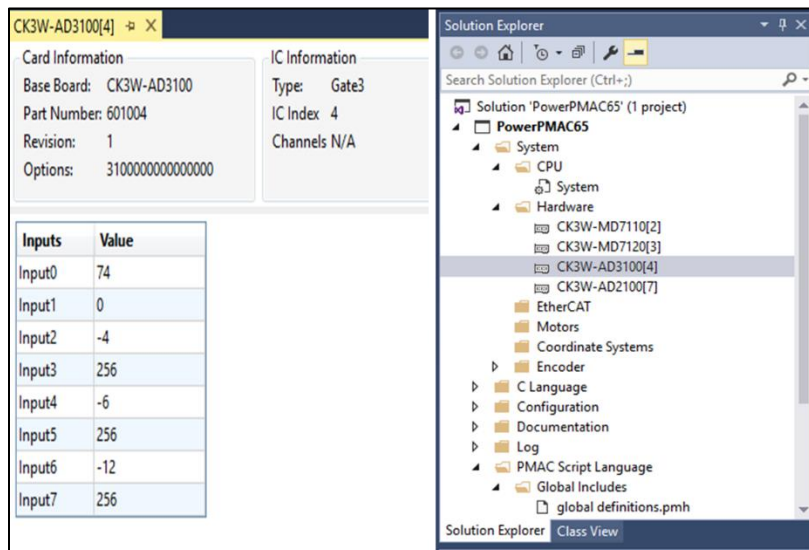 CK3W-AD3100[4]
Card Information
Base Board: CK3W-AD3100
Part Number: 601004
Revision: 1
Options: 3100000000000000
IC Information
Type: Gate3
IC Index 4
Channels N/A
Inputs Value
Input0 74
Input1 0
Input2 -4
Input3 256
Input4 -6
Input5 256
Input6 -12
Input7 256
Solution Explorer
Search Solution Explorer (Ctrl+;)
Solution 'PowerPMAC65' (1 project)
PowerPMAC65
System
CPU
System
Hardware
CK3W-MD7110[2]
CK3W-MD7120[3]
CK3W-AD3100[4]
CK3W-AD2100[7]
EtherCAT
Motors
Coordinate Systems
Encoder
C Language
Configuration
Documentation
Log
PMAC Script Language
Global Includes
global definitions.pmh
Solution Explorer Class View